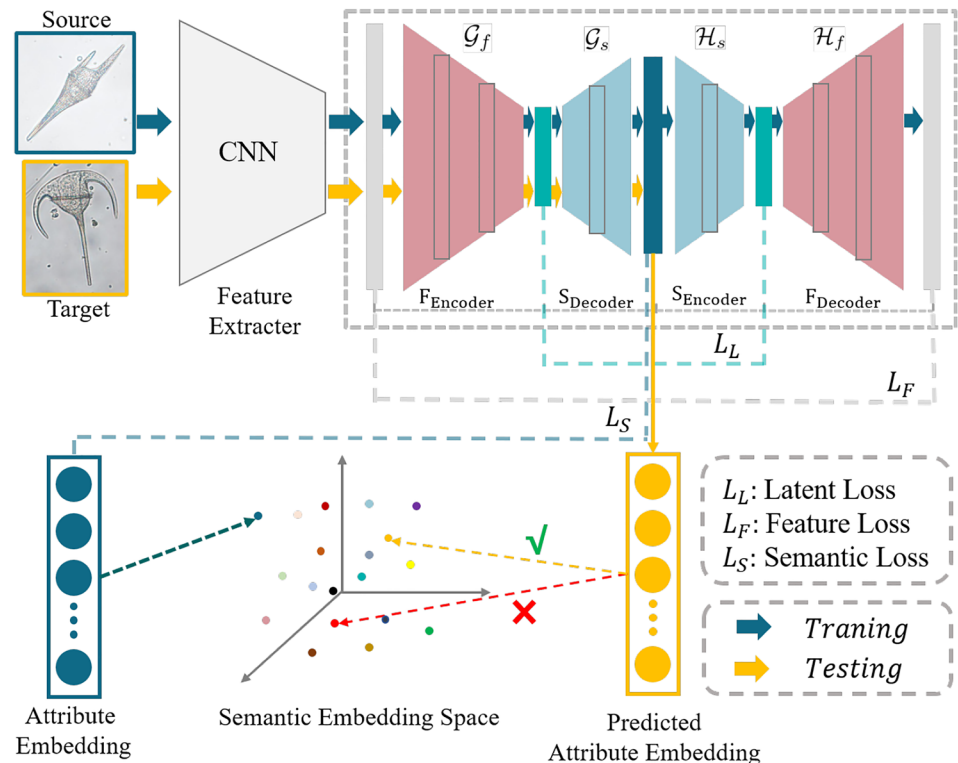 Source
Target
CNN
Feature
Extracter
𝒢f
𝒢s
ℋs
ℋf
FEncoder
SDecoder
SEncoder
FDecoder
LL
LF
LS
√
×
LL: Latent Loss
LF: Feature Loss
LS: Semantic Loss
Traning
Testing
Attribute
Embedding
Semantic Embedding Space
Predicted
Attribute Embedding